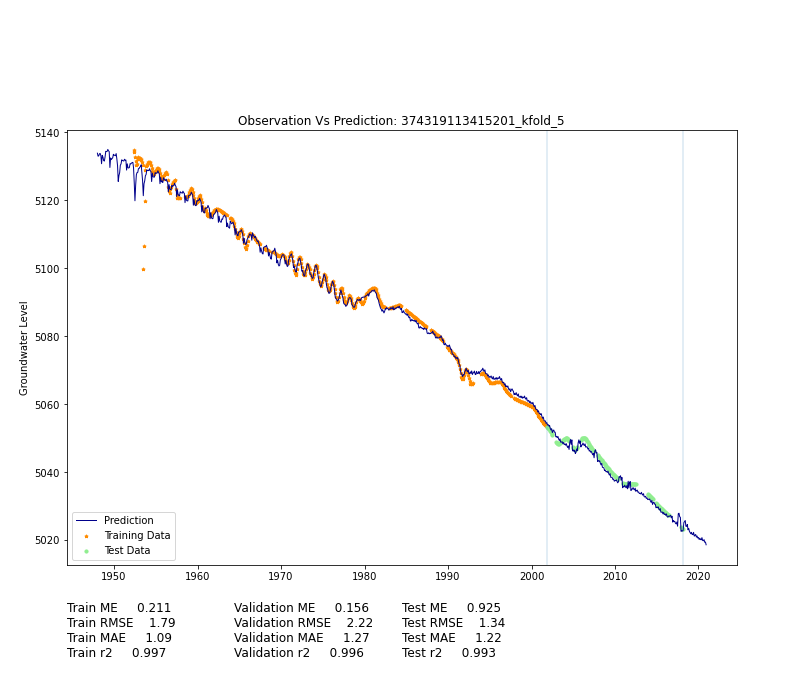 Observation Vs Prediction: 374319113415201_kfold_5
5140
5120
5100
5080
5060
5040
5020
Groundwater Level
Prediction
Training Data
Test Data
1950 1960 1970 1980 1990 2000 2010 2020
Train ME 0.211 Validation ME 0.156 Test ME 0.925
Train RMSE 1.79 Validation RMSE 2.22 Test RMSE 1.34
Train MAE 1.09 Validation MAE 1.27 Test MAE 1.22
Train r2 0.997 Validation r2 0.996 Test r2 0.993